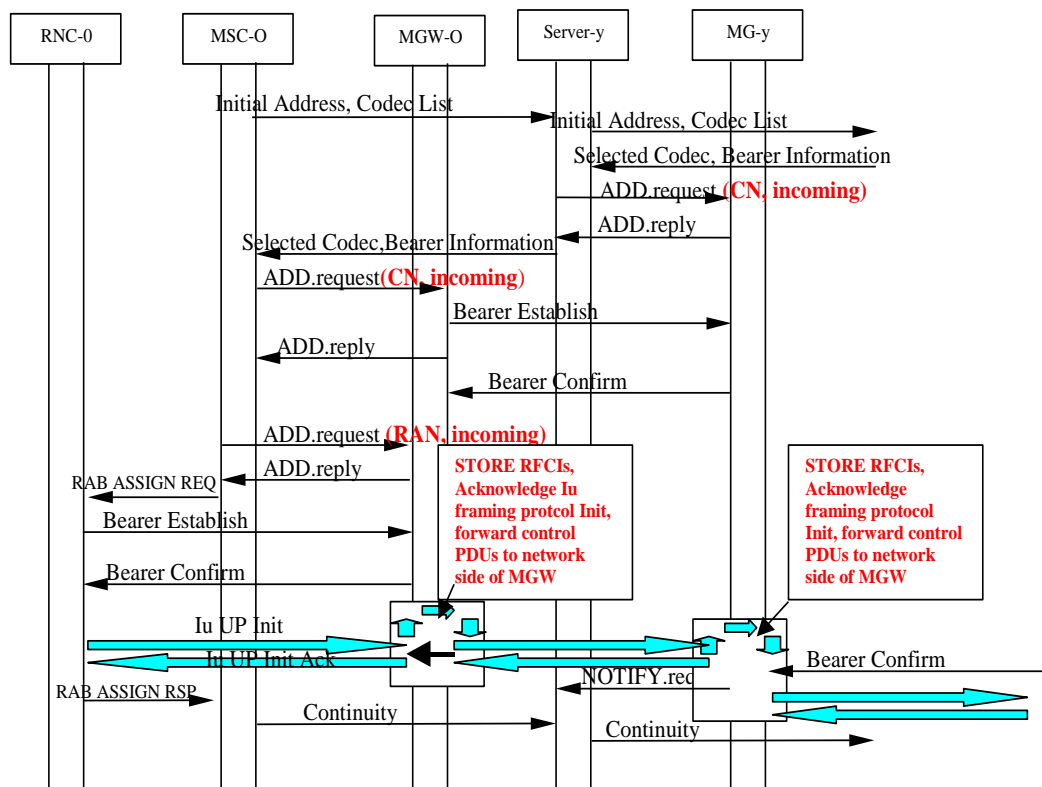 RNC-0
MSC-O
MGW-O
Server-y
MG-y
Initial Address, Codec List
Initial Address, Codec List
Selected Codec, Bearer Information
ADD.request (CN, incoming)
ADD.reply
Selected Codec,Bearer Information
ADD.request(CN, incoming)
Bearer Establish
ADD.reply
Bearer Confirm
ADD.request (RAN, incoming)
ADD.reply
RAB ASSIGN REQ
Bearer Establish
Bearer Confirm
STORE RFCIs,
Acknowledge Iu
framing protcol Init,
forward control
PDUs to network
side of MGW
STORE RFCIs,
Acknowledge
framing protocol
Init, forward control
PDUs to network
side of MGW
Iu UP Init
Iu UP Init Ack
Bearer Confirm
RAB ASSIGN RSP
NOTIFY.req
Continuity
Continuity